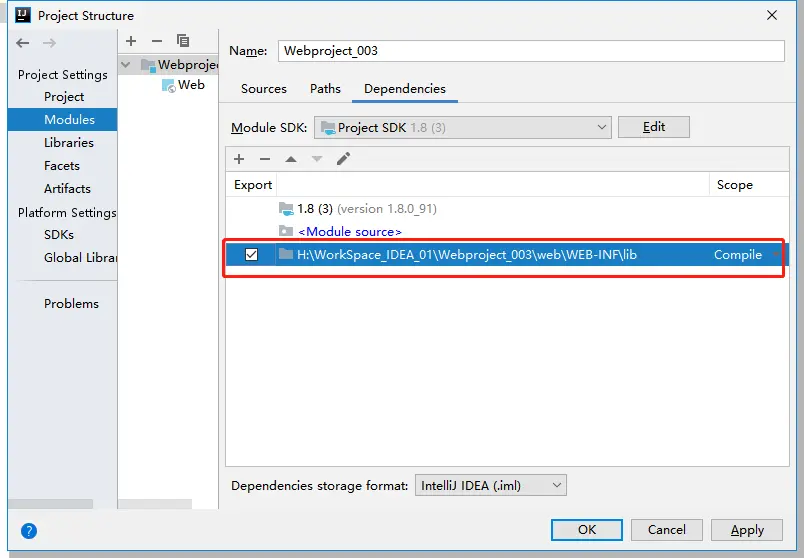 Project Structure
Name: Webproject_003
Project Settings
Project
Modules
Libraries
Facets
Artifacts
Platform Settings
SDKs
Global Librar
Problems
Webprojec
Web
Sources Paths Dependencies
Module SDK: Project SDK 1.8 (3) Edit
Export Scope
1.8 (3) (version 1.8.0_91)
<Module source>
H:\WorkSpace_IDEA_01\Webproject_003\web\WEB-INF\lib Compile
Dependencies storage format: IntelliJ IDEA (.iml)
? OK Cancel Apply